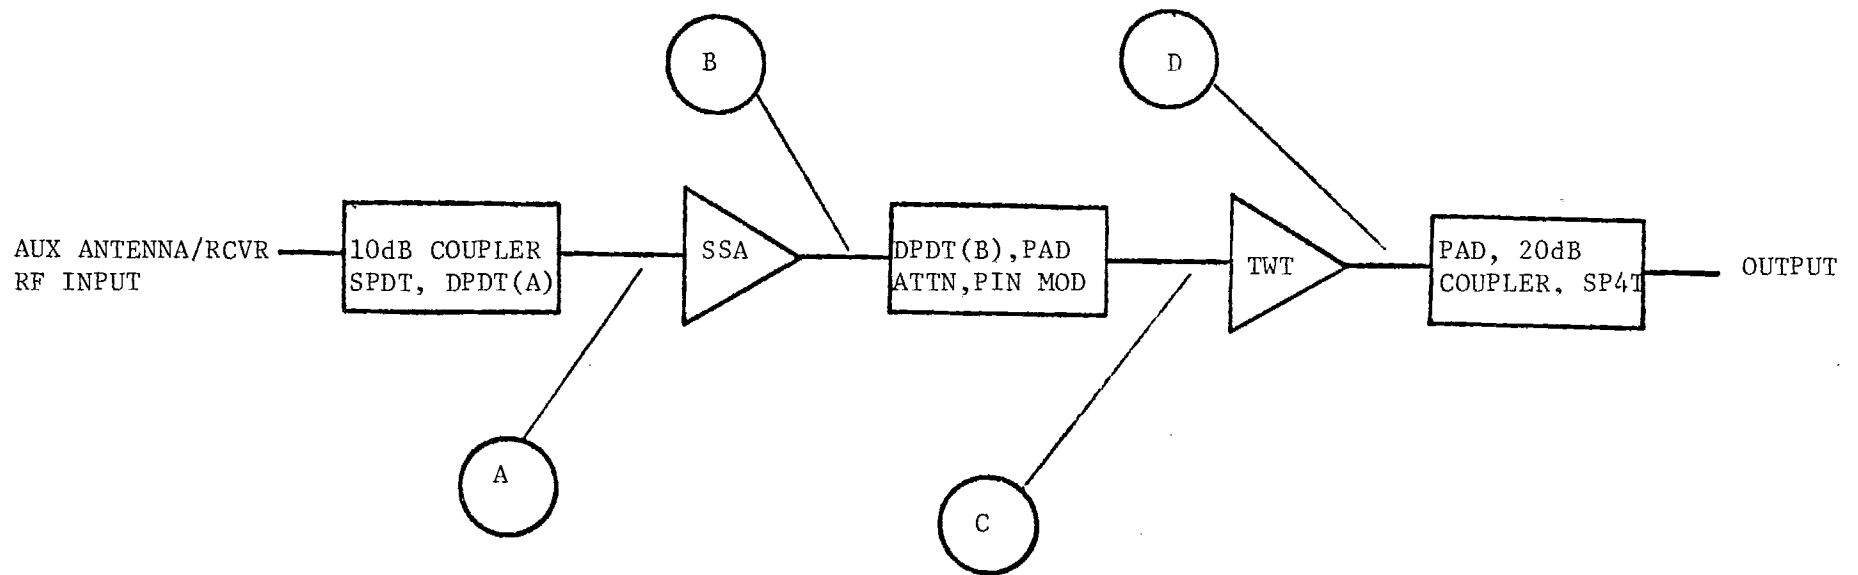 B
D
AUX ANTENNA/RCVR
RF INPUT
10dB COUPLER
SPDT, DPDT(A)
SSA
DPDT(B),PAD
ATTN,PIN MOD
TWT
PAD, 20dB
COUPLER, SP4T
OUTPUT
A
C